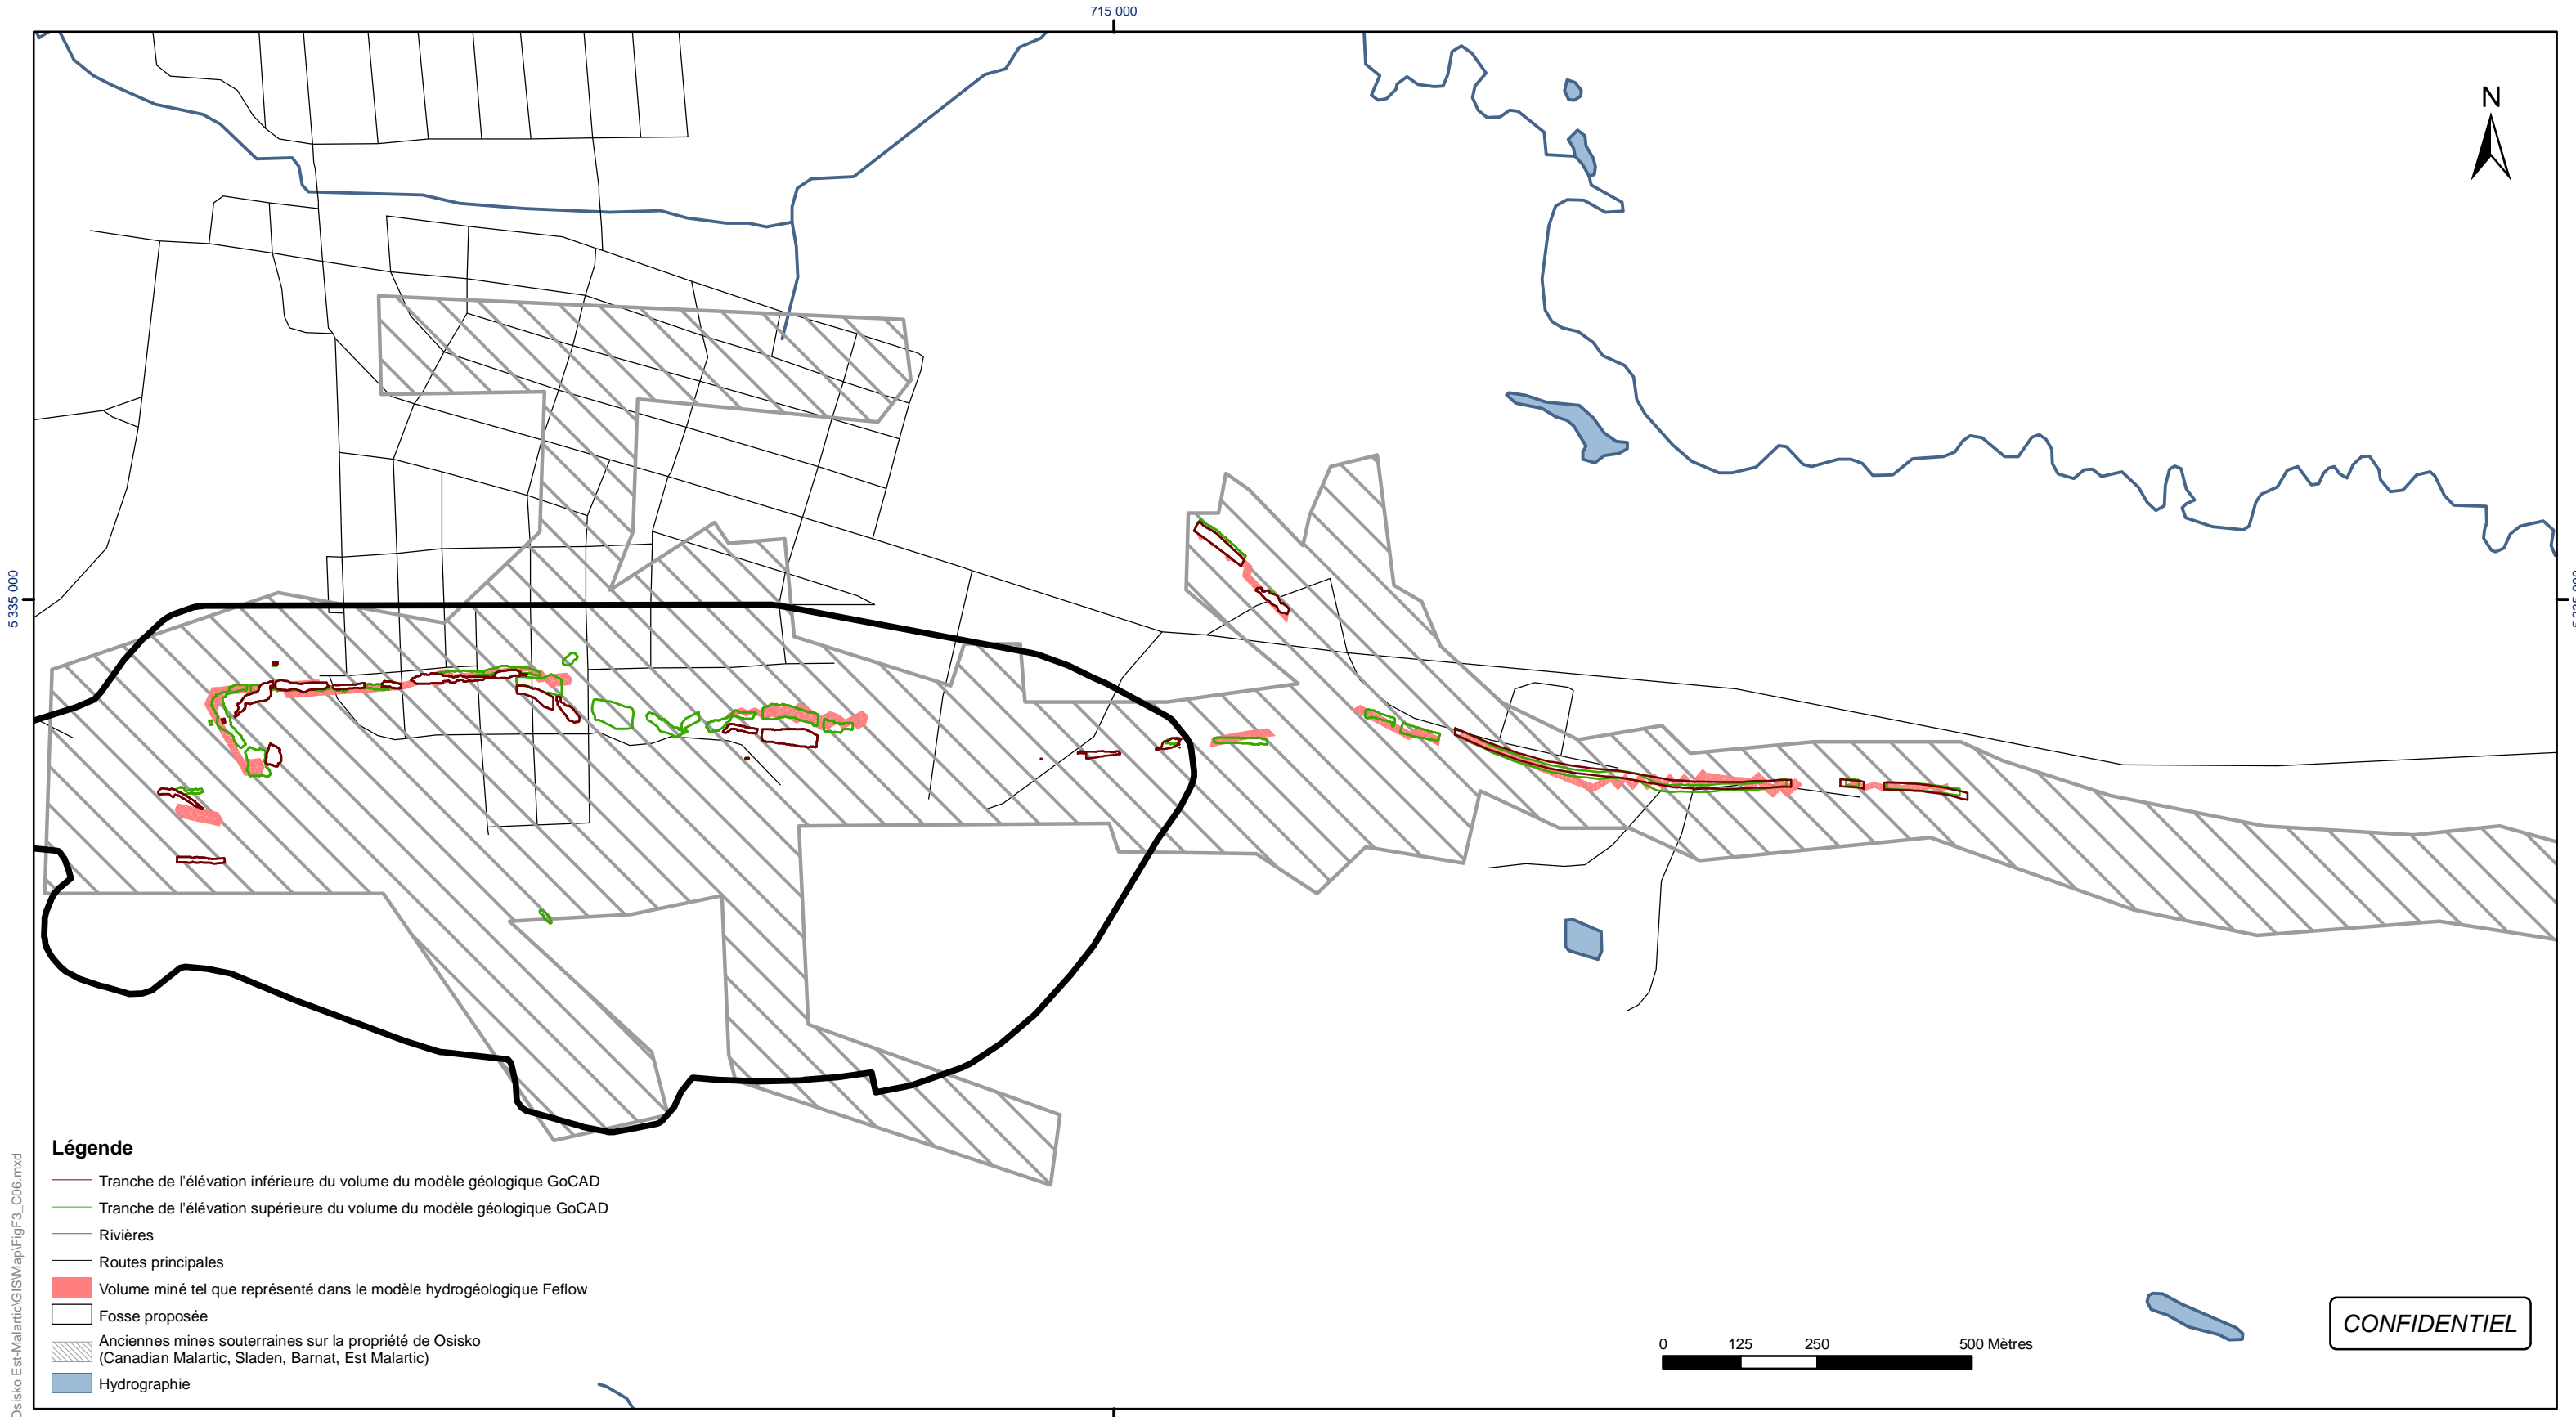 715 000
N
5 335 000
Légende
Tranche de l'élévation inférieure du volume du modèle géologique GoCAD
Tranche de l'élévation supérieure du volume du modèle géologique GoCAD
Rivières
Routes principales
Volume miné tel que représenté dans le modèle hydrogéologique Feflow
Fosse proposée
Anciennes mines souterraines sur la propriété de Osisko
(Canadian Malartic, Sladen, Barnat, Est Malartic)
Hydrographie
0 125 250 500 Mètres
CONFIDENTIEL
Osisko Est-Malartic\GIS\Map\FigF3_C06.mxd